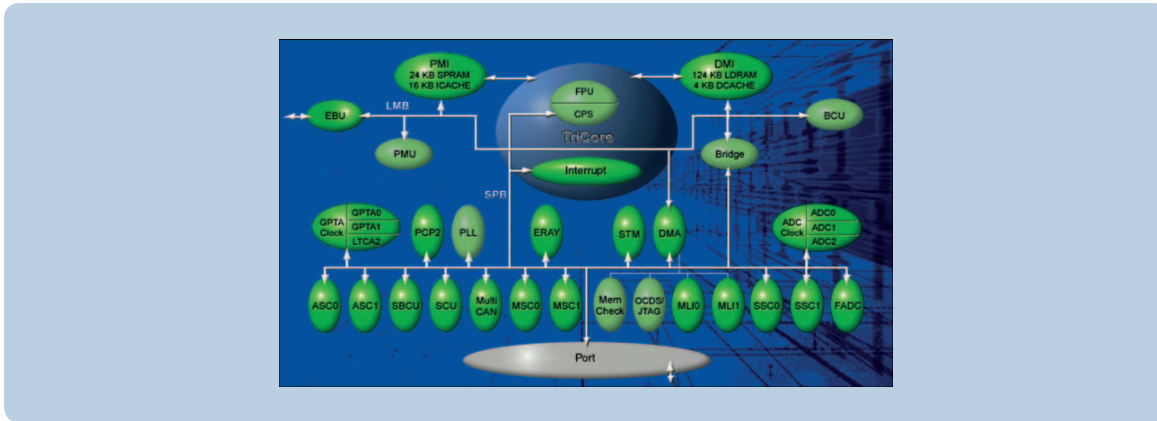 PMI
24 KB SPRAM
16 KB ICACHE
DMI
124 KB LDRAM
4 KB DCACHE
FPU
CPS
TriCore
Interrupt
LMB
EBU
PMU
BCU
Bridge
SPB
GPTA
Clock
GPTA0
GPTA1
LTCA2
PCP2
PLL
ERAY
STM
DMA
ADC
Clock
ADC0
ADC1
ADC2
ASC0
ASC1
SBCU
SCU
Multi
CAN
MSC0
MSC1
Mem
Check
OCDS/
JTAG
MLI0
MLI1
SSC0
SSC1
FADC
Port